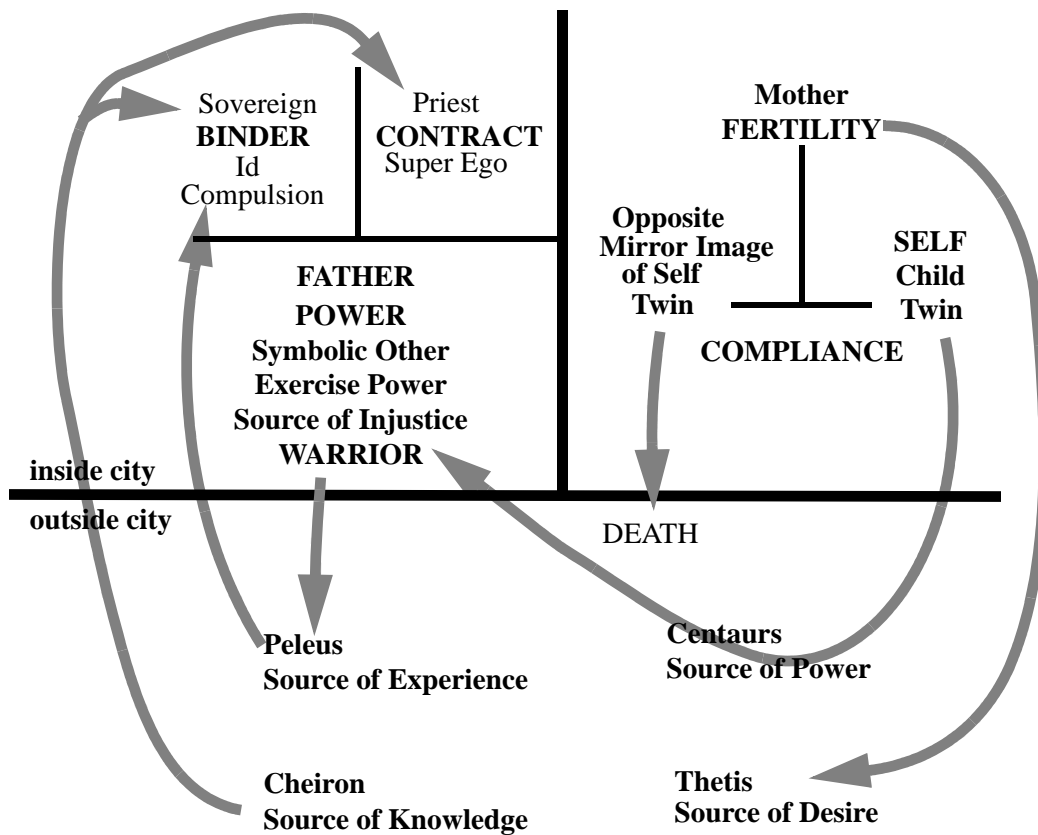 Sovereign
BINDER
Id
Compulsion
Priest
CONTRACT
Super Ego
Mother
FERTILITY
Opposite
Mirror Image
of Self
Twin
SELF
Child
Twin
COMPLIANCE
FATHER
POWER
Symbolic Other
Exercise Power
Source of Injustice
WARRIOR
inside city
outside city
DEATH
Peleus
Source of Experience
Centaurs
Source of Power
Cheiron
Source of Knowledge
Thetis
Source of Desire